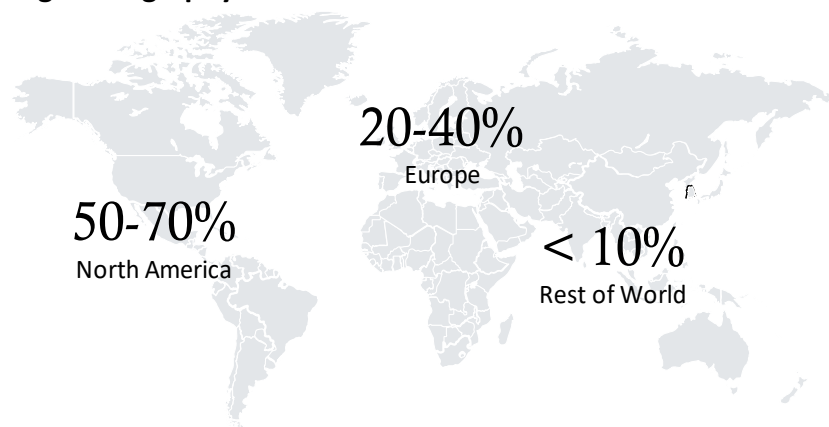 20-40%
Europe
50-70%
North America
< 10%
Rest of World